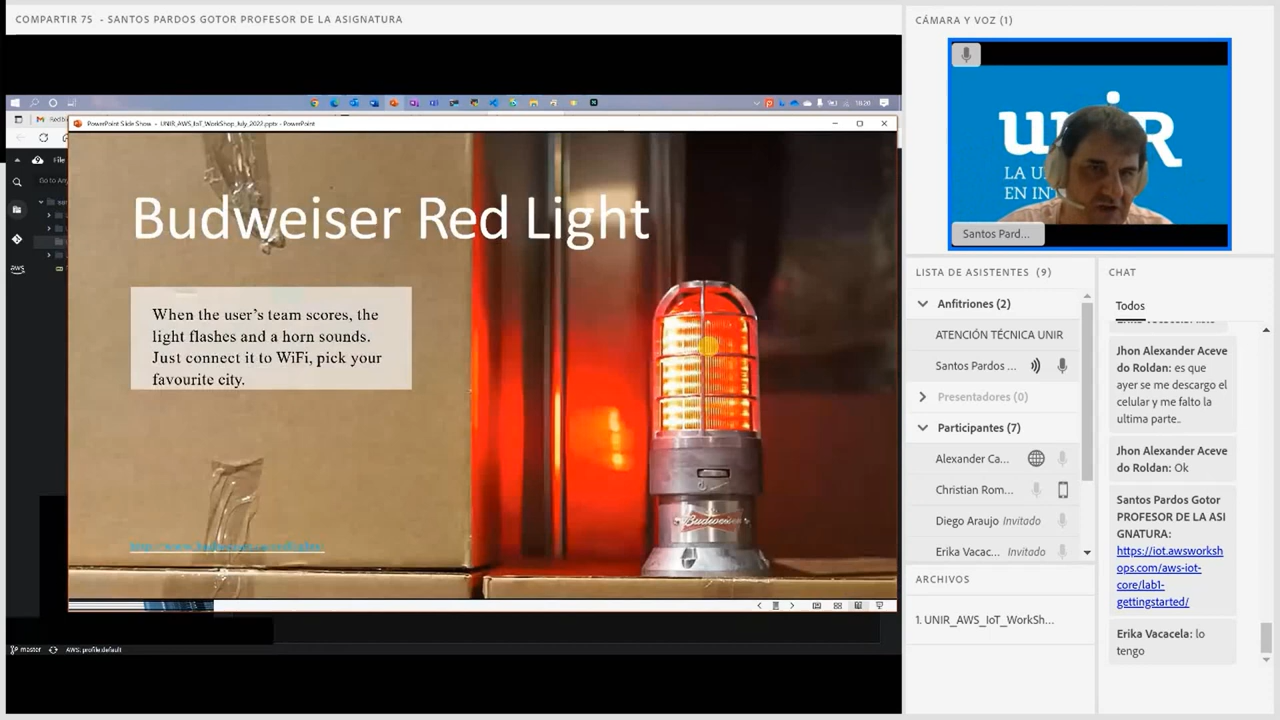 COMPARTIR 75 - SANTOS PARDOS GOTOR PROFESOR DE LA ASIGNATURA
PowerPoint Slide Show - UNIR_AWS_IoT_WorkShop_July_2022.pptx - PowerPoint
File
Budweiser Red Light
When the user's team scores, the
light flashes and a horn sounds.
Just connect it to WiFi, pick your
favourite city.
Budweiser
aws
master
AWS: profile:default
CÁMARA Y VOZ (1)
unir
LA U
EN IN
Santos Pard...
LISTA DE ASISTENTES (9)
Anfitriones (2)
ATENCIÓN TÉCNICA UNIR
Santos Pardos ...
Presentadores (0)
Participantes (7)
Alexander Ca...
Christian Rom...
Diego Araujo Invitado
Erika Vacac... Invitado
ARCHIVOS
1. UNIR_AWS_IoT_WorkSh...
CHAT
Todos
Jhon Alexander Aceve
do Roldan: es que
ayer se me descargo el
celular y me falto la
ultima parte..
Jhon Alexander Aceve
do Roldan: Ok
Santos Pardos Gotor
PROFESOR DE LA ASI
GNATURA:
https://iot.awsworksh
ops.com/aws-iot-
core/lab1-
gettingstarted/
Erika Vacacela: lo
tengo